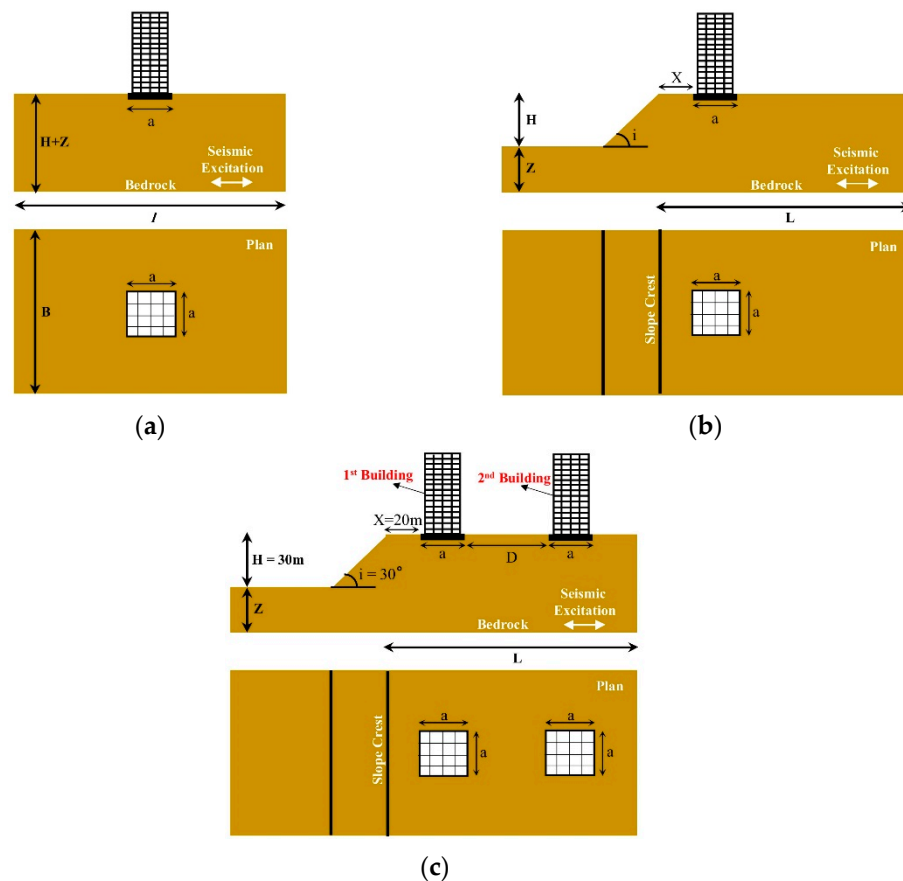 a
H+Z
Seismic
Excitation
Bedrock
l
Plan
B
a
a
(a)
X
H
a
i
Z
Seismic
Excitation
Bedrock
L
Plan
a
a
Slope Crest
(b)
1st Building
2nd Building
X=20m
H = 30m
a
D
a
i = 30°
Z
Seismic
Excitation
Bedrock
L
Plan
a
a
a
a
Slope Crest
(c)